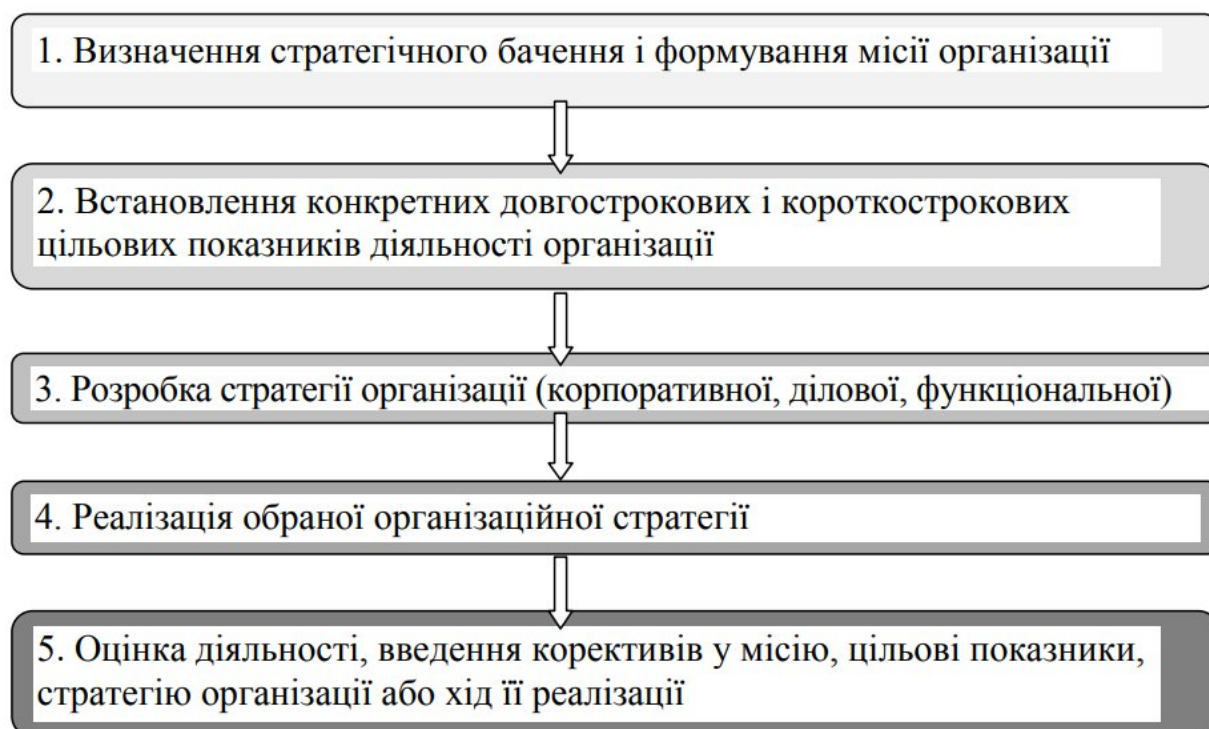 1. Визначення стратегічного бачення і формування місії організації
2. Встановлення конкретних довгострокових і короткострокових
цільових показників діяльності організації
3. Розробка стратегії організації (корпоративної, ділової, функціональної)
4. Реалізація обраної організаційної стратегії
5. Оцінка діяльності, введення корективів у місію, цільові показники,
стратегію організації або хід її реалізації